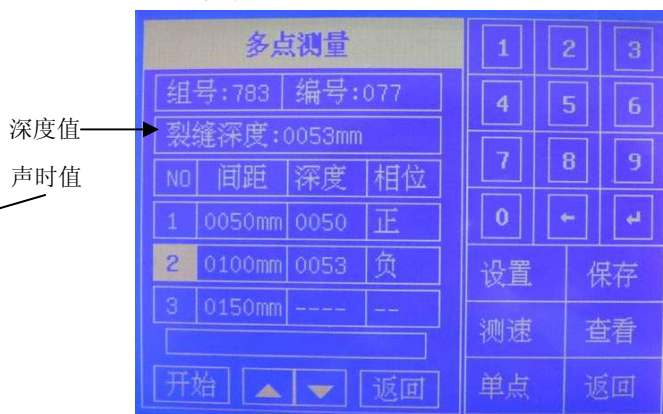 多点测量
组号:783 编号:077
深度值
裂缝深度:0053mm
声时值
NO 间距 深度 相位
1 0050mm 0050 正
2 0100mm 0053 负
3 0150mm ---- --
开始 返回
1 2 3
4 5 6
7 8 9
0 ← ↵
设置 保存
测速 查看
单点 返回